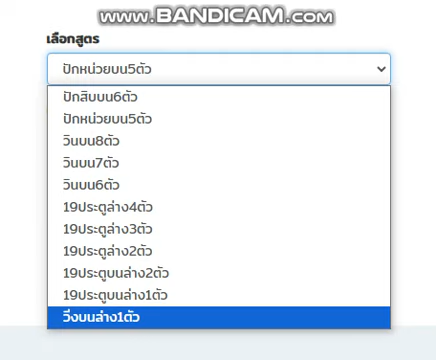 www.BANDICAM.com
เลือกสูตร
ปักหน่วยบน5ตัว
ปักสิบบน6ตัว
ปักหน่วยบน5ตัว
วินบน8ตัว
วินบน7ตัว
วินบน6ตัว
19ประตูล่าง4ตัว
19ประตูล่าง3ตัว
19ประตูล่าง2ตัว
19ประตูบนล่าง2ตัว
19ประตูบนล่าง1ตัว
วิ่งบนล่าง1ตัว